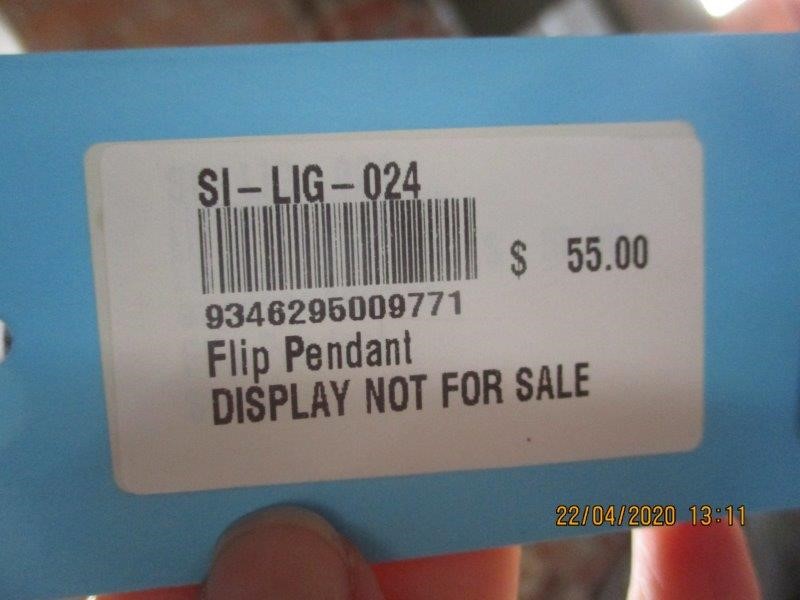 SI-LIG-024
$ 55.00
9346295009771
Flip Pendant
DISPLAY NOT FOR SALE
22/04/2020 13:11